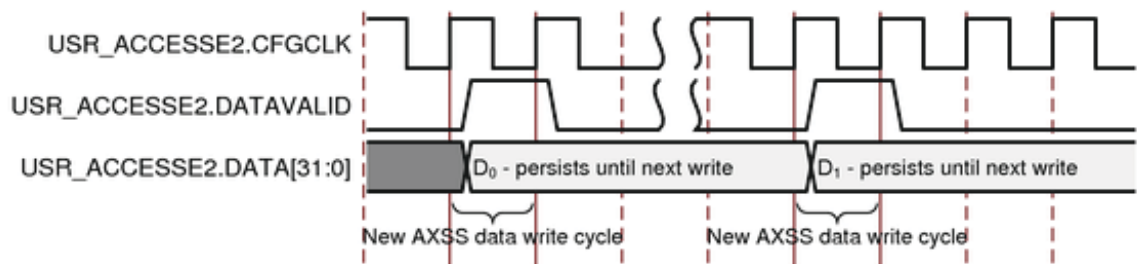 USR_ACCESSE2.CFGCLK
USR_ACCESSE2.DATAVALID
USR_ACCESSE2.DATA[31:0]
D₀ - persists until next write
D₁ - persists until next write
New AXSS data write cycle
New AXSS data write cycle